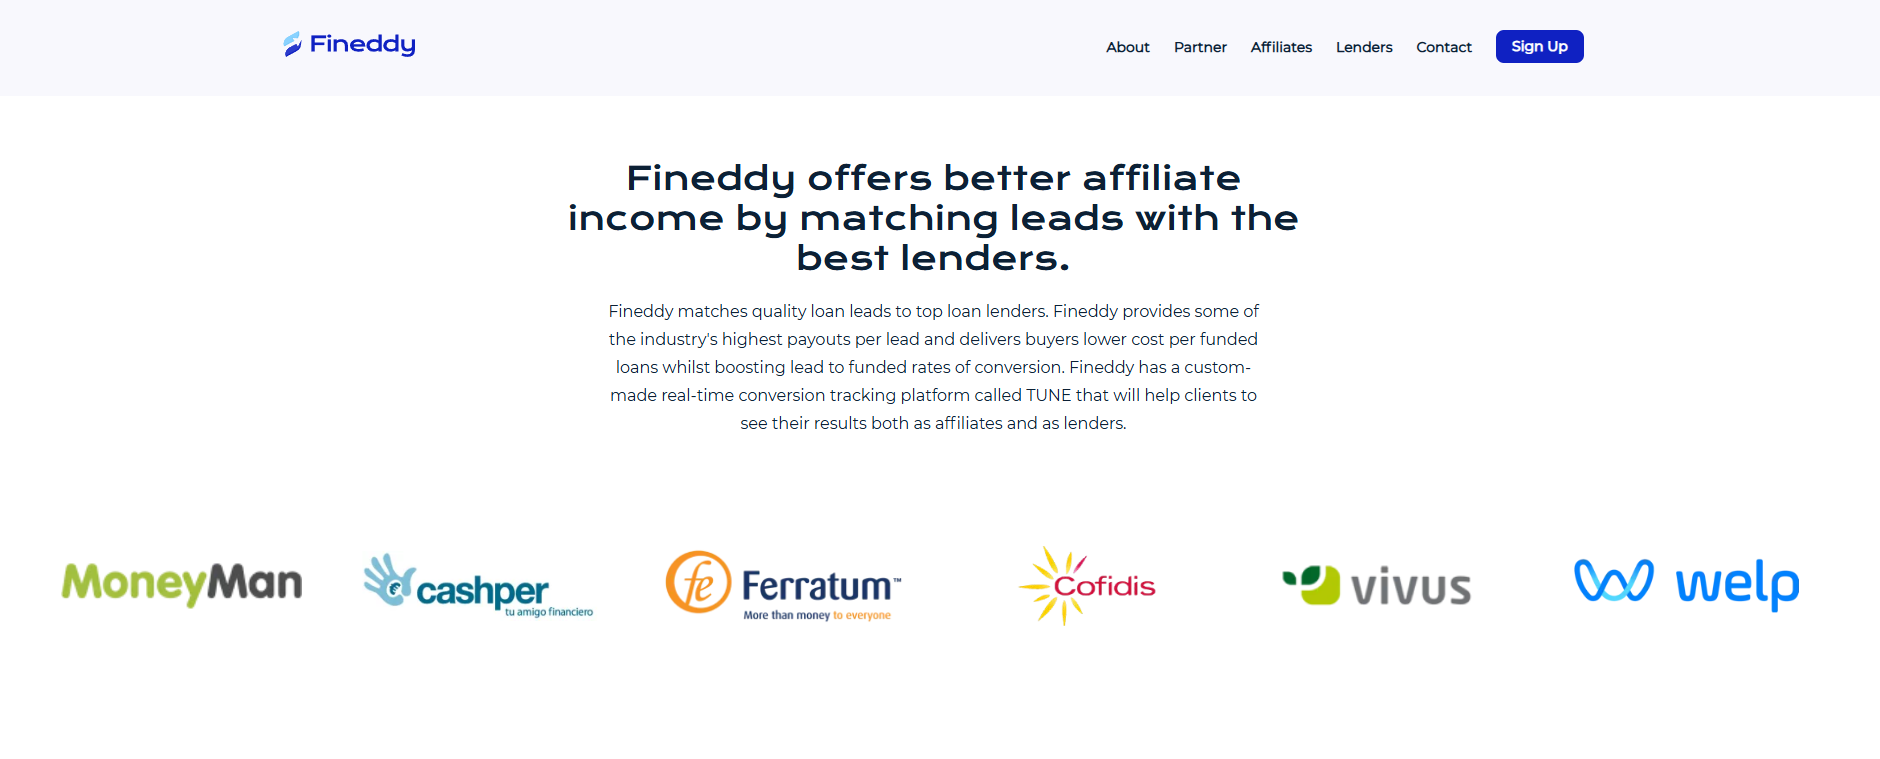 Fineddy
About
Partner
Affiliates
Lenders
Contact
Sign Up
Fineddy offers better affiliate
income by matching leads with the
best lenders.
Fineddy matches quality loan leads to top loan lenders. Fineddy provides some of
the industry's highest payouts per lead and delivers buyers lower cost per funded
loans whilst boosting lead to funded rates of conversion. Fineddy has a custom-
made real-time conversion tracking platform called TUNE that will help clients to
see their results both as affiliates and as lenders.
MoneyMan
€ cashper
tu amigo financiero
fe Ferratum™
More than money to everyone
Cofidis
vivus
welp